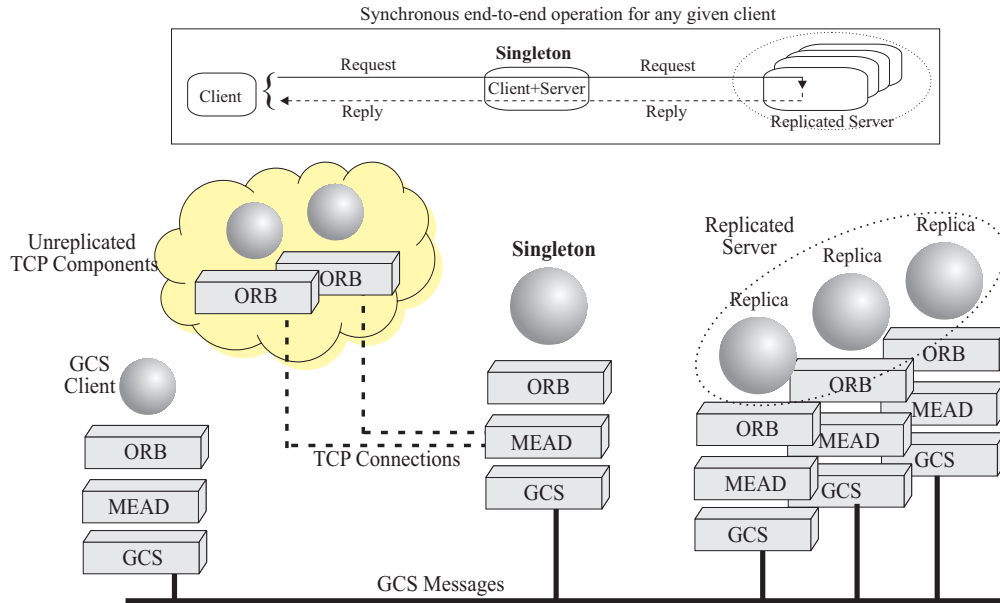 Synchronous end-to-end operation for any given client
Singleton
Request
Request
Client
{
Client+Server
Reply
Reply
Replicated Server
Unreplicated
TCP Components
ORB
ORB
Singleton
Replicated
Server
Replica
Replica
Replica
GCS
Client
ORB
MEAD
GCS
TCP Connections
ORB
MEAD
GCS
ORB
MEAD
GCS
ORB
MEAD
GCS
ORB
MEAD
GCS
GCS Messages